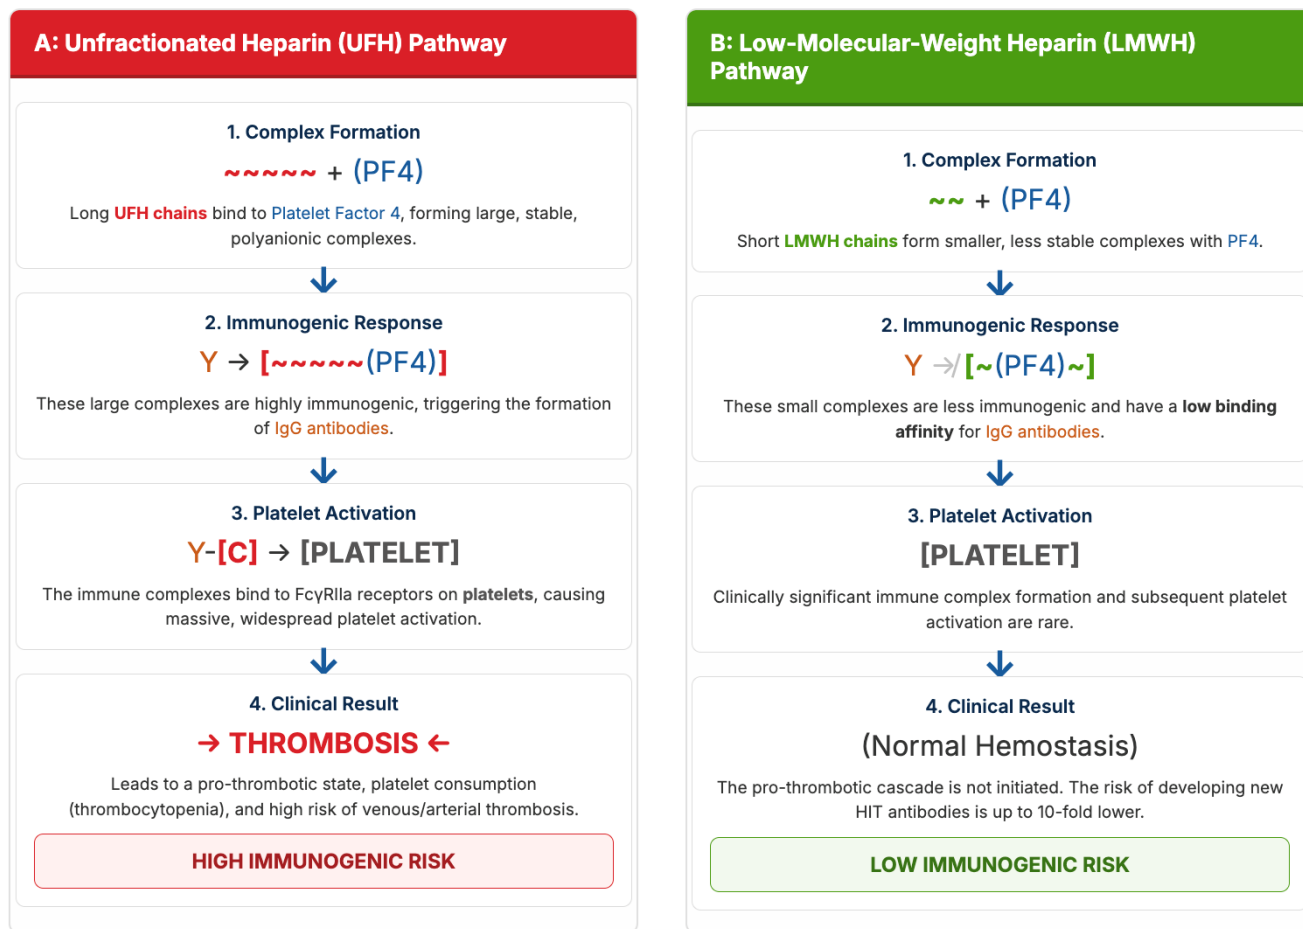 A: Unfractionated Heparin (UFH) Pathway
1. Complex Formation
~~~~~ + (PF4)
Long UFH chains bind to Platelet Factor 4, forming large, stable,
polyanionic complexes.
↓
2. Immunogenic Response
Y → [~~~~~(PF4)]
These large complexes are highly immunogenic, triggering the formation
of IgG antibodies.
↓
3. Platelet Activation
Y-[C] → [PLATELET]
The immune complexes bind to FcγRIIa receptors on platelets, causing
massive, widespread platelet activation.
↓
4. Clinical Result
→ THROMBOSIS ←
Leads to a pro-thrombotic state, platelet consumption
(thrombocytopenia), and high risk of venous/arterial thrombosis.
HIGH IMMUNOGENIC RISK
B: Low-Molecular-Weight Heparin (LMWH)
Pathway
1. Complex Formation
~~ + (PF4)
Short LMWH chains form smaller, less stable complexes with PF4.
↓
2. Immunogenic Response
Y →/ [~(PF4)~]
These small complexes are less immunogenic and have a low binding
affinity for IgG antibodies.
↓
3. Platelet Activation
[PLATELET]
Clinically significant immune complex formation and subsequent platelet
activation are rare.
↓
4. Clinical Result
(Normal Hemostasis)
The pro-thrombotic cascade is not initiated. The risk of developing new
HIT antibodies is up to 10-fold lower.
LOW IMMUNOGENIC RISK